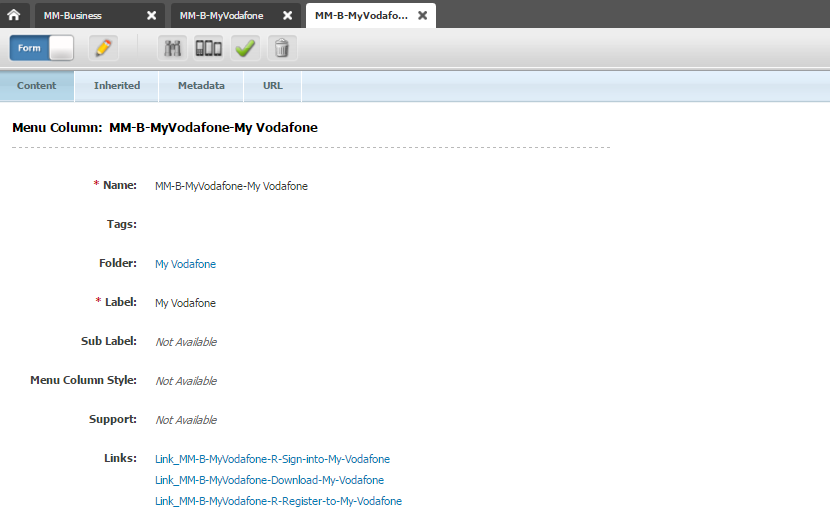 MM-Business MM-B-MyVodafone MM-B-MyVodafo...
Form
Content Inherited Metadata URL
Menu Column: MM-B-MyVodafone-My Vodafone
* Name: MM-B-MyVodafone-My Vodafone
Tags:
Folder: My Vodafone
* Label: My Vodafone
Sub Label: Not Available
Menu Column Style: Not Available
Support: Not Available
Links: Link_MM-B-MyVodafone-R-Sign-into-My-Vodafone
Link_MM-B-MyVodafone-Download-My-Vodafone
Link_MM-B-MyVodafone-R-Register-to-My-Vodafone